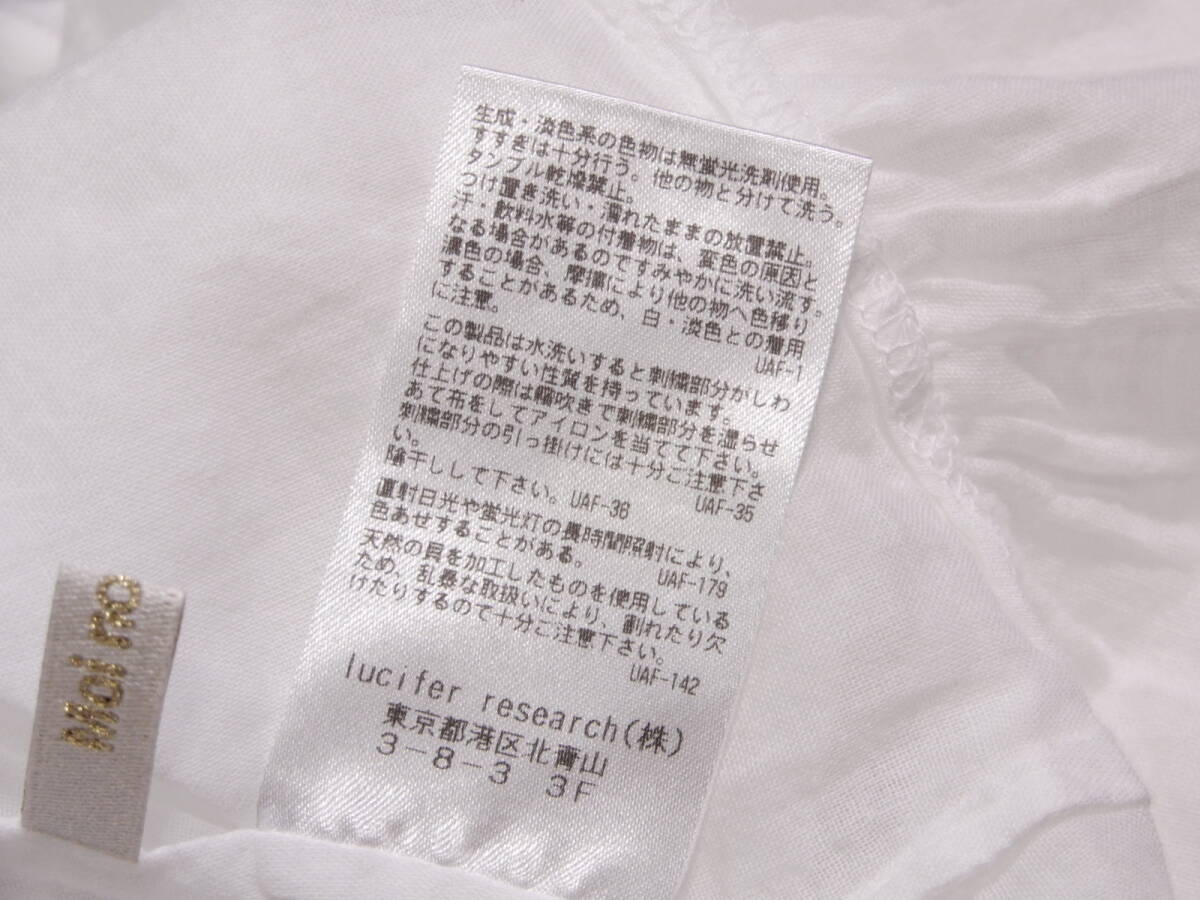 生成・淡色系の色物は無蛍光洗剤使用。
すすぎは十分行う。他の物と分けて洗う。
タンブル乾燥禁止。
つけ置き洗い・濡れたままの放置禁止。
汗・飲料水等の付着物は、変色の原因と
なる場合があるのですみやかに洗い流す。
濃色の場合、摩擦により他の物へ色移り
することがあるため、白・淡色との着用
に注意。
UAF-1
この製品は水洗いすると刺繍部分がしわ
になりやすい性質を持っています。
仕上げの際は霧吹きで刺繍部分を湿らせ
あて布をしてアイロンを当てて下さい。
刺繍部分の引っ掛けには十分ご注意下さ
い。
UAF-35
陰干しして下さい。UAF-36
直射日光や蛍光灯の長時間照射により、
色あせすることがある。
UAF-179
天然の貝を加工したものを使用している
ため、乱暴な取扱いにより、割れたり欠
けたりするので十分ご注意下さい。
UAF-142
lucifer research(株)
東京都港区北青山
3-8-3 3F
Moi no